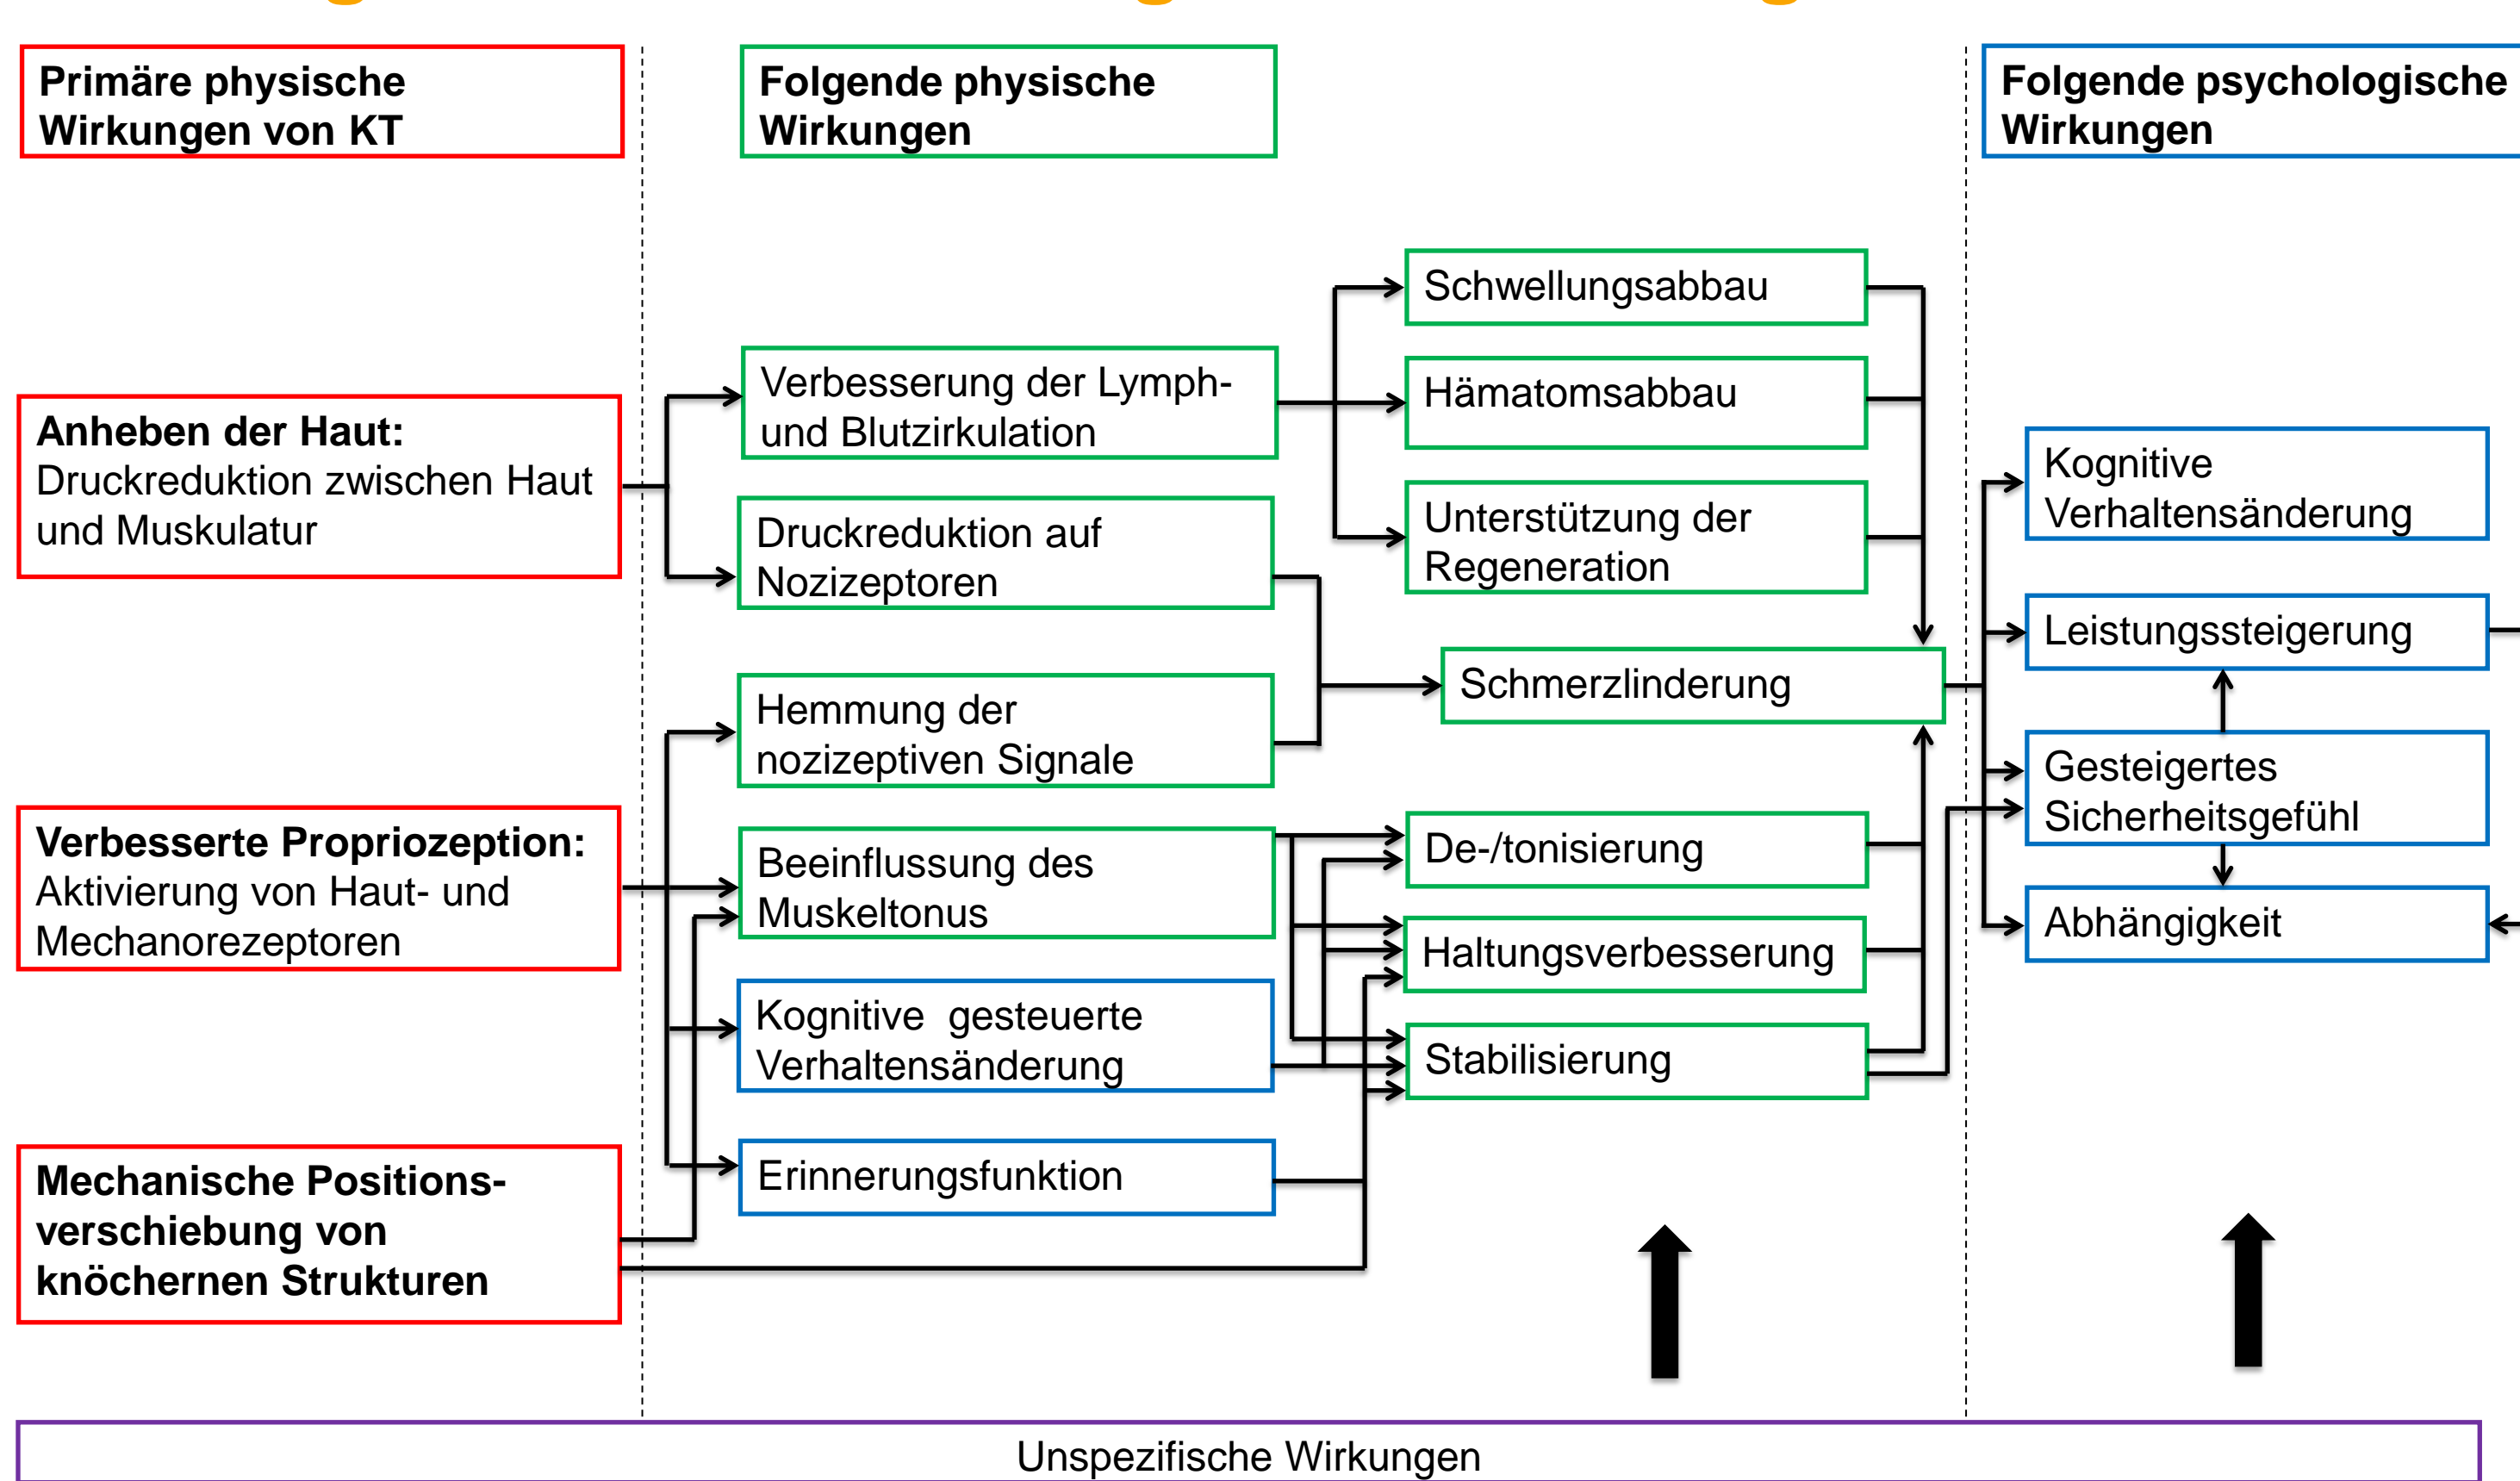 Primäre physische
Wirkungen von KT
Folgende physische
Wirkungen
Folgende psychologische
Wirkungen
Anheben der Haut:
Druckreduktion zwischen Haut
und Muskulatur
Verbesserte Propriozeption:
Aktivierung von Haut- und
Mechanorezeptoren
Mechanische Positions-
verschiebung von
knöchernen Strukturen
Verbesserung der Lymph-
und Blutzirkulation
Druckreduktion auf
Nozizeptoren
Hemmung der
nozizeptiven Signale
Beeinflussung des
Muskeltonus
Kognitive  gesteuerte
Verhaltensänderung
Erinnerungsfunktion
Schwellungsabbau
Hämatomsabbau
Unterstützung der
Regeneration
Schmerzlinderung
De-/tonisierung
Haltungsverbesserung
Stabilisierung
Kognitive
Verhaltensänderung
Leistungssteigerung
Gesteigertes
Sicherheitsgefühl
Abhängigkeit
Unspezifische Wirkungen